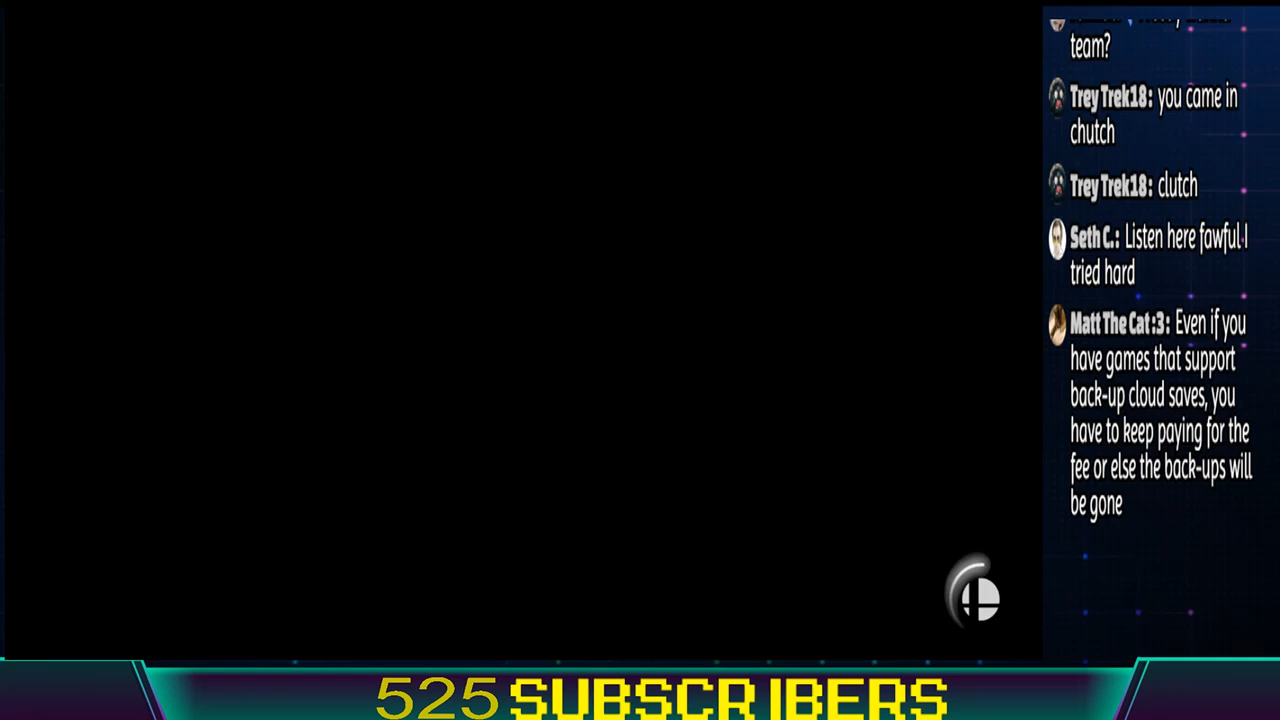 team?
Trey Trek18: you came in
chutch
Trey Trek18: clutch
Seth C.: Listen here fawful I
tried hard
Matt The Cat :3: Even if you
have games that support
back-up cloud saves, you
have to keep paying for the
fee or else the back-ups will
be gone
525 SUBSCRIBERS